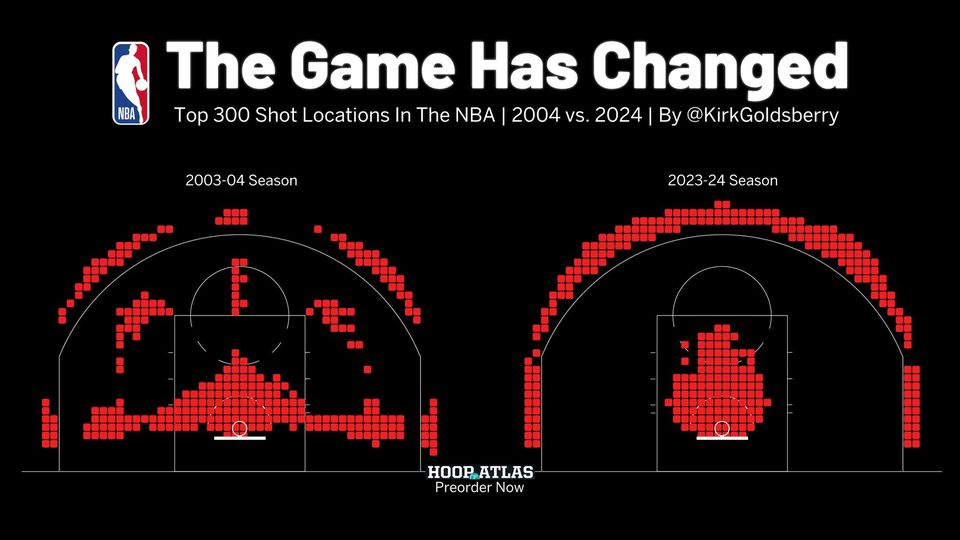 The Game Has Changed
NBA
Top 300 Shot Locations In The NBA | 2004 vs. 2024 | By @KirkGoldsberry
2003-04 Season
2023-24 Season
HOOP ATLAS
Preorder Now